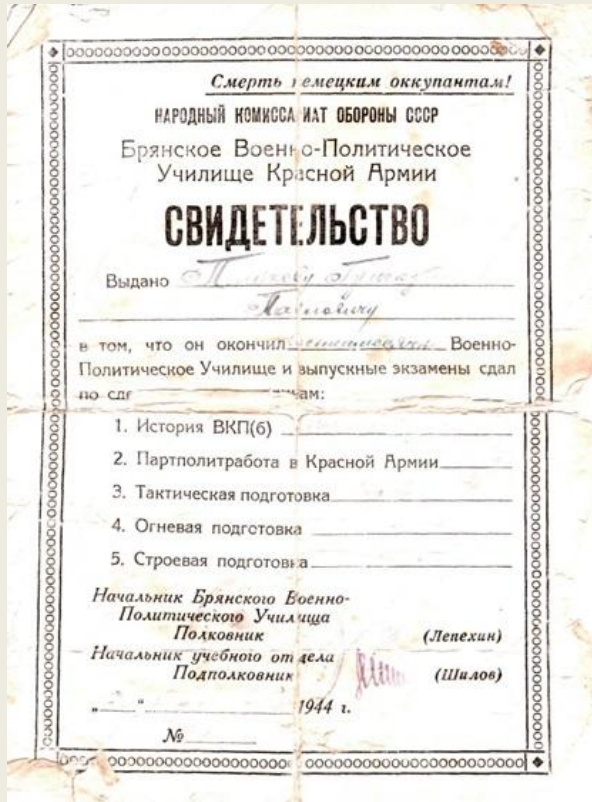 Смерть немецким оккупантам!
НАРОДНЫЙ КОМИССАРИАТ ОБОРОНЫ СССР
Брянское Военно-Политическое
Училище Красной Армии
СВИДЕТЕЛЬСТВО
Выдано
Павловичу
в том, что он окончил Военно-
Политическое Училище и выпускные экзамены сдал
по
1. История ВКП(б)
2. Партполитработа в Красной Армии
3. Тактическая подготовка
4. Огневая подготовка
5. Строевая подготовка
Начальник Брянского Военно-
Политического Училища
Полковник (Лепехин)
Начальник учебного отдела
Подполковник (Шилов)
„ “ 1944 г.
№